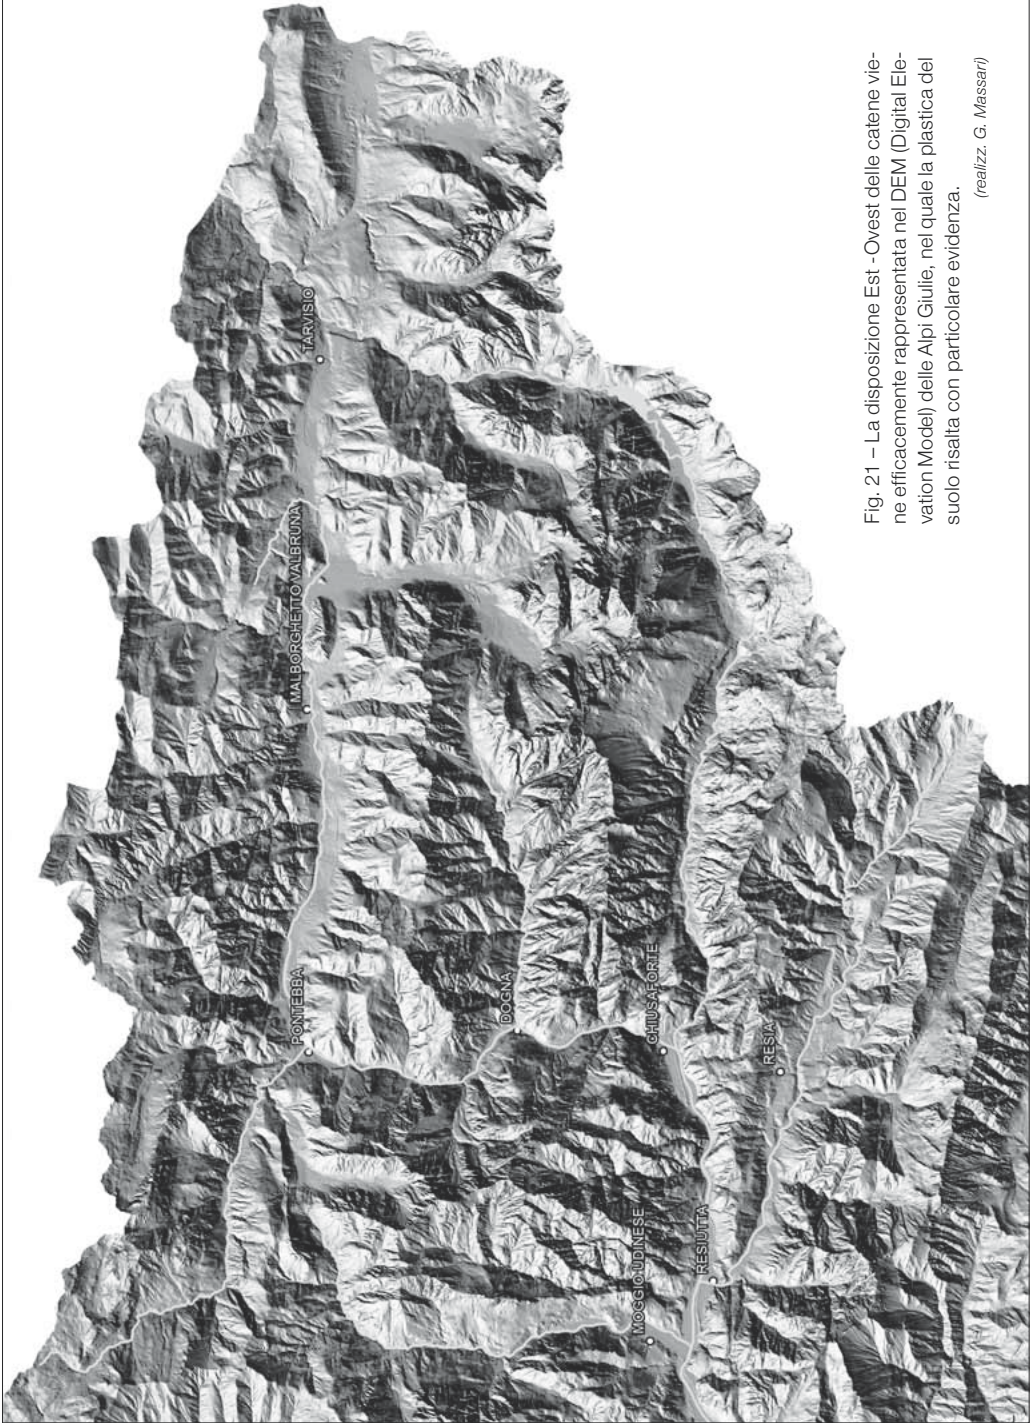 TARVISIO
MALBORGHETTO VALBRUNA
PONTEBBA
DOGNA
CHIUSAFORTE
RESIA
MOGGIO UDINESE
RESIUTTA
Fig. 21 – La disposizione Est - Ovest delle catene vie-
ne efficacemente rappresentata nel DEM (Digital Ele-
vation Model) delle Alpi Giulie, nel quale la plastica del
suolo risalta con particolare evidenza.
(realizz. G. Massari)